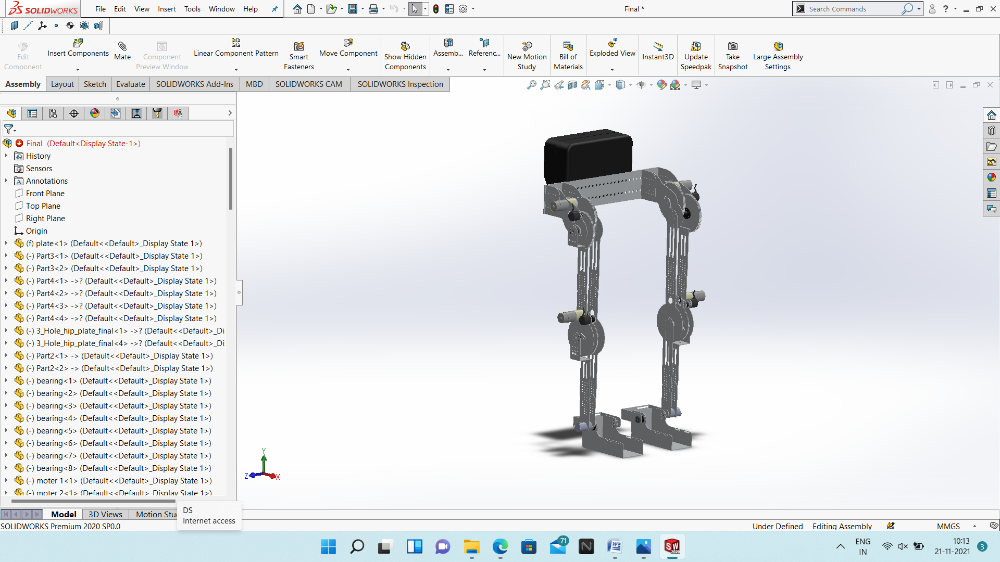 SOLIDWORKS
File Edit View Insert Tools Window Help
Final *
Search Commands
Edit Component
Insert Components
Mate
Component Preview Window
Linear Component Pattern
Smart Fasteners
Move Component
Show Hidden Components
Assemb...
Referenc...
New Motion Study
Bill of Materials
Exploded View
Instant3D
Update Speedpak
Take Snapshot
Large Assembly Settings
Assembly Layout Sketch Evaluate SOLIDWORKS Add-Ins MBD SOLIDWORKS CAM SOLIDWORKS Inspection
Final (Default<Display State-1>)
History
Sensors
Annotations
Front Plane
Top Plane
Right Plane
Origin
(f) plate<1> (Default<<Default>_Display State 1>)
(-) Part3<1> (Default<<Default>_Display State 1>)
(-) Part3<2> (Default<<Default>_Display State 1>)
(-) Part4<1> ->? (Default<<Default>_Display State 1>)
(-) Part4<2> ->? (Default<<Default>_Display State 1>)
(-) Part4<3> ->? (Default<<Default>_Display State 1>)
(-) Part4<4> ->? (Default<<Default>_Display State 1>)
(-) 3_Hole_hip_plate_final<1> ->? (Default<<Default>_Di
(-) 3_Hole_hip_plate_final<4> ->? (Default<<Default>_Di
(-) Part2<1> -> (Default<<Default>_Display State 1>)
(-) Part2<2> -> (Default<<Default>_Display State 1>)
(-) bearing<1> (Default<<Default>_Display State 1>)
(-) bearing<2> (Default<<Default>_Display State 1>)
(-) bearing<3> (Default<<Default>_Display State 1>)
(-) bearing<4> (Default<<Default>_Display State 1>)
(-) bearing<5> (Default<<Default>_Display State 1>)
(-) bearing<6> (Default<<Default>_Display State 1>)
(-) bearing<7> (Default<<Default>_Display State 1>)
(-) bearing<8> (Default<<Default>_Display State 1>)
(-) moter 1<1> (Default<<Default>_Display State 1>)
(-) moter 2<1> (Default<<Default>_Display State 1>)
Y
Z X
Model 3D Views Motion Stu
DS
Internet access
SOLIDWORKS Premium 2020 SP0.0
Under Defined Editing Assembly MMGS
71
SW 2020
ENG
IN
10:13
21-11-2021
3